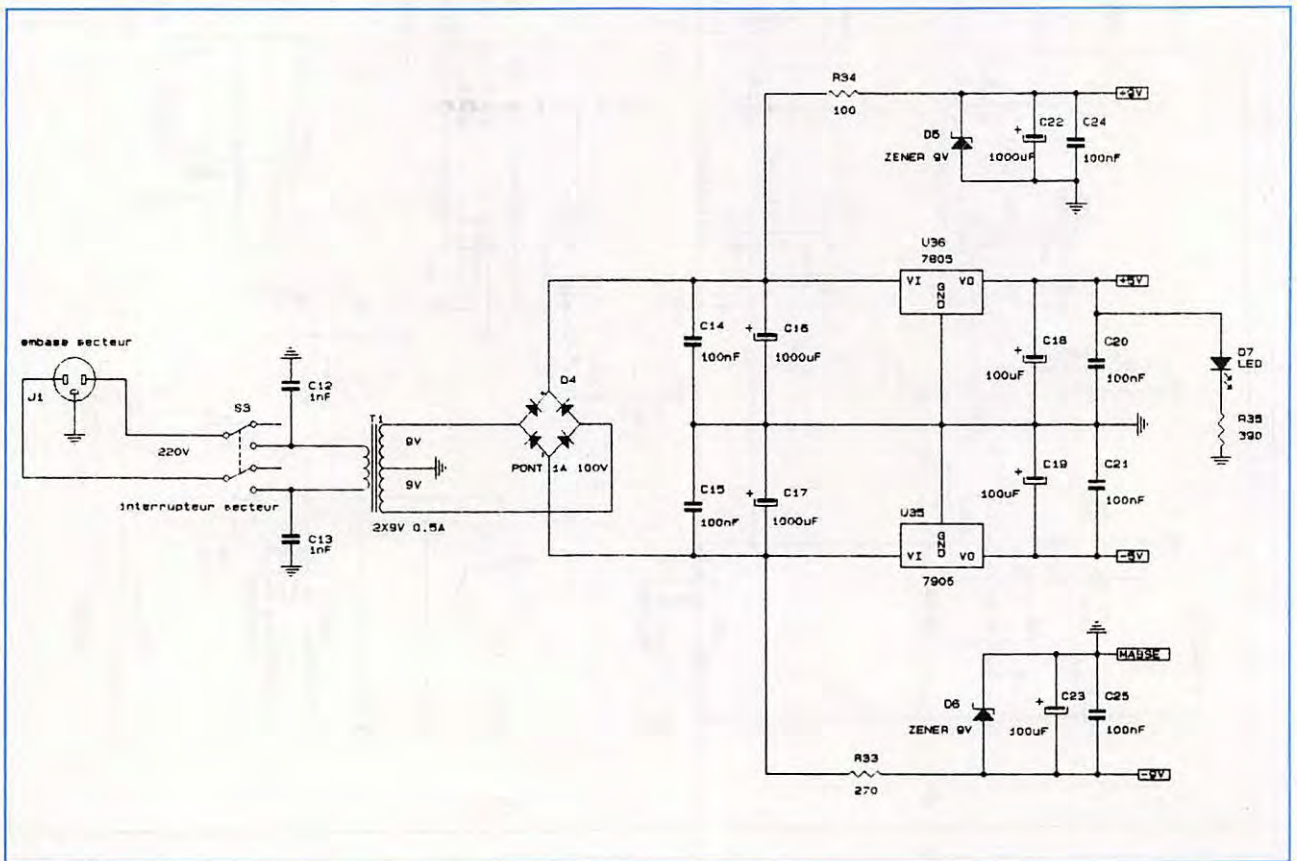 R34
100
+9V
D5
ZENER 9V
+
C22
1000uF
C24
100nF
U36
7805
VI
GND
VO
+5V
C14
100nF
+
C16
1000uF
+
C18
100uF
C20
100nF
D7
LED
R35
390
embase secteur
J1
S3
220V
interrupteur secteur
C12
1nF
C13
1nF
T1
9V
9V
2X9V 0.5A
D4
PONT 1A 100V
C15
100nF
+
C17
1000uF
+
C19
100uF
C21
100nF
U35
VI
GND
VO
7905
-5V
MASSE
D6
ZENER 9V
+
C23
100uF
C25
100nF
R33
270
-9V